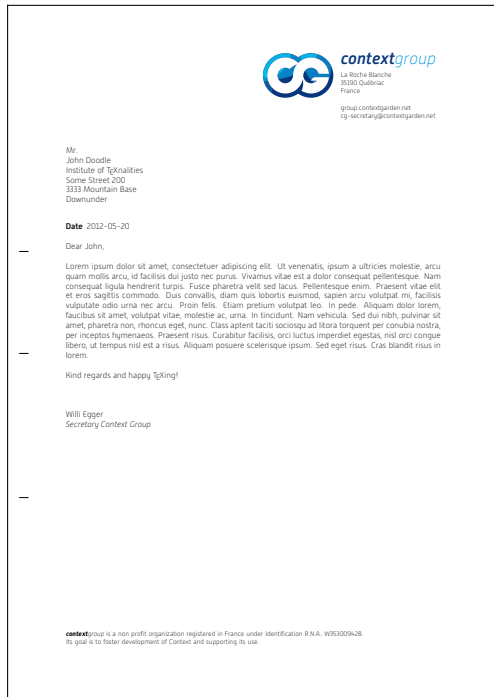 contextgroup
La Roche Blanche
35190 Québriac
France
group.contextgarden.net
cg-secretary@contextgarden.net
Mr.
John Doodle
Institute of TEXnalities
Some Street 200
3333 Mountain Base
Downunder
Date 2012-05-20
Dear John,
Lorem ipsum dolor sit amet, consectetuer adipiscing elit. Ut venenatis, ipsum a ultricies molestie, arcu
quam mollis arcu, id facilisis dui justo nec purus. Vivamus vitae est a dolor consequat pellentesque. Nam
consequat ligula hendrerit turpis. Fusce pharetra velit sed lacus. Pellentesque enim. Praesent vitae elit
et eros sagittis commodo. Duis convallis, diam quis lobortis euismod, sapien arcu volutpat mi, facilisis
vulputate odio urna nec arcu. Proin felis. Etiam pretium volutpat leo. In pede. Aliquam dolor lorem,
faucibus sit amet, volutpat vitae, molestie ac, urna. In tincidunt. Nam vehicula. Sed dui nibh, pulvinar sit
amet, pharetra non, rhoncus eget, nunc. Class aptent taciti sociosqu ad litora torquent per conubia nostra,
per inceptos hymenaeos. Praesent risus. Curabitur facilisis, orci luctus imperdiet egestas, nisl orci congue
libero, ut tempus nisl est a risus. Aliquam posuere scelerisque ipsum. Sed eget risus. Cras blandit risus in
lorem.
Kind regards and happy TEXing!
Willi Egger
Secretary Context Group
contextgroup is a non profit organization registered in France under Identification R.N.A.: W353009428.
Its goal is to foster development of Context and supporting its use.